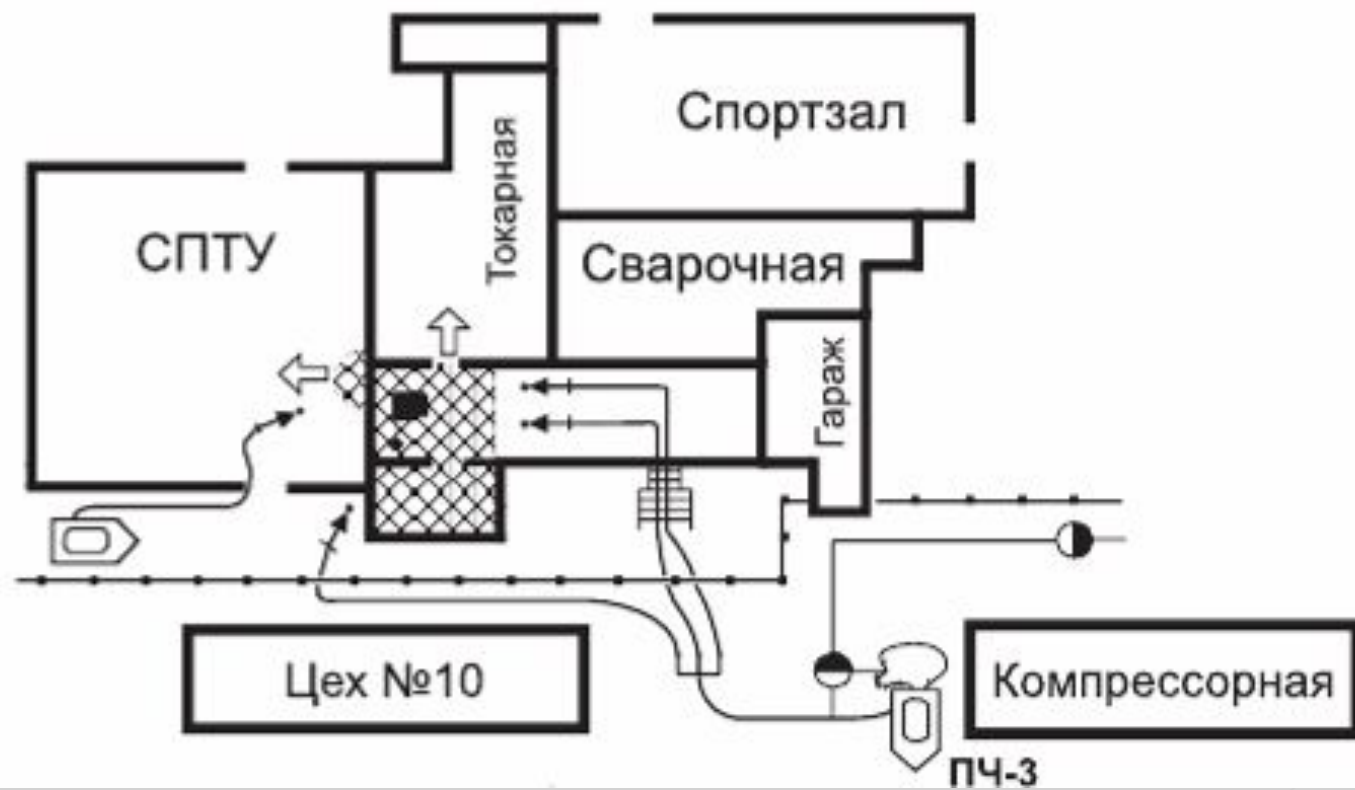 Спортзал
Токарная
СПТУ
Сварочная
Гараж
Цех №10
Компрессорная
ПЧ-3